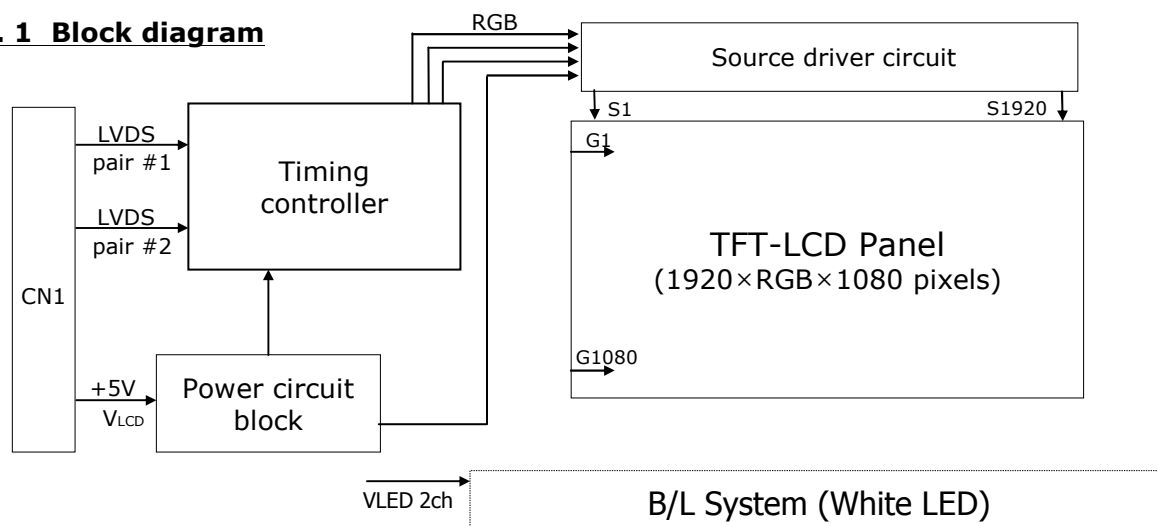 . 1 Block diagram
RGB
Source driver circuit
S1
S1920
CN1
LVDS
pair #1
LVDS
pair #2
Timing
controller
G1
TFT-LCD Panel
(1920×RGB×1080 pixels)
G1080
+5V
VLCD
Power circuit
block
VLED 2ch
B/L System (White LED)